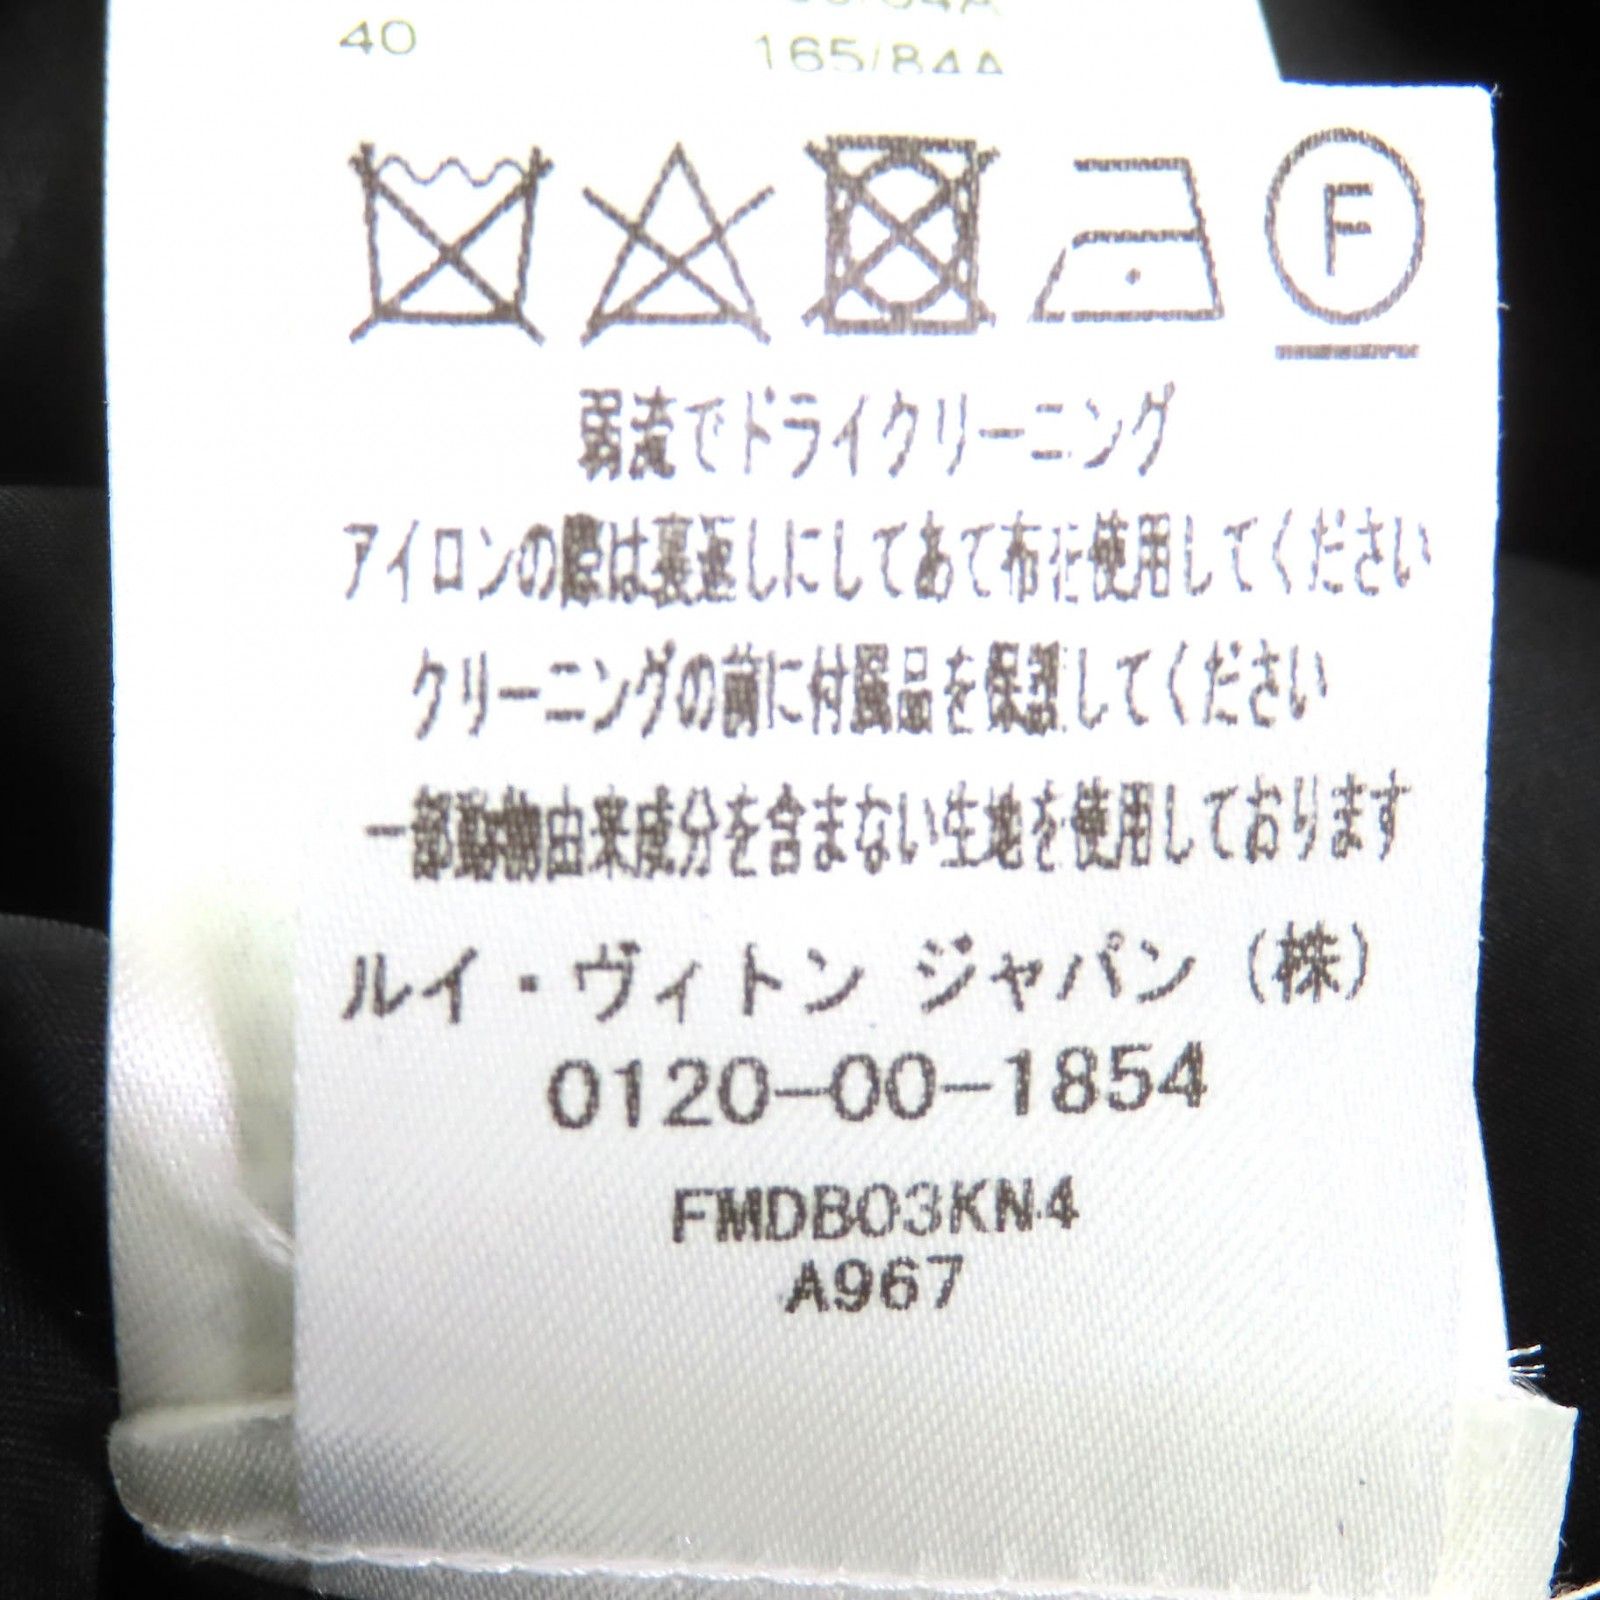 40 165/84A
F
弱流でドライクリーニング
アイロンの際は裏返しにしてあて布を使用してください
クリーニングの前に付属品を保護してください
一部動物由来成分を含まない生地を使用しております
ルイ・ヴィトン ジャパン (株)
0120-00-1854
FMDB03KN4
A967